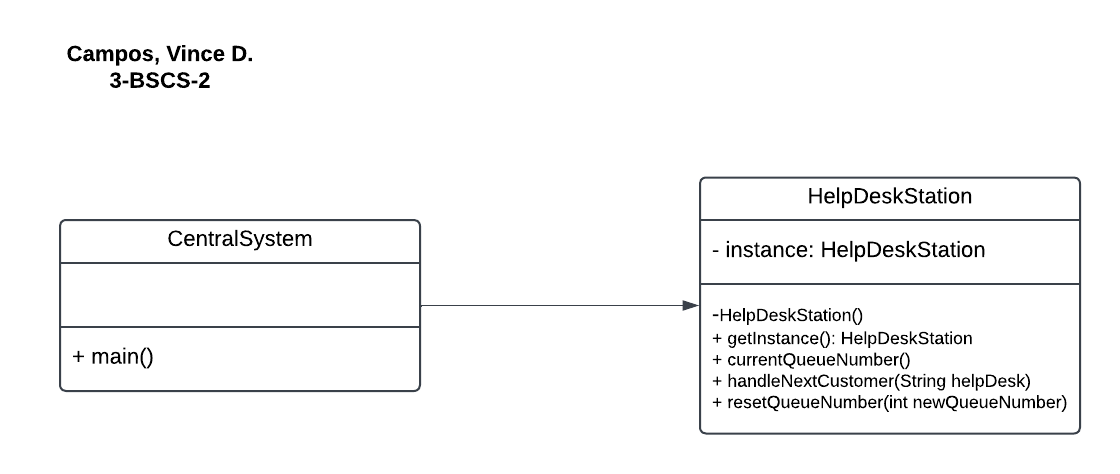 Campos, Vince D.
3-BSCS-2
CentralSystem
+ main()
HelpDeskStation
- instance: HelpDeskStation
-HelpDeskStation()
+ getInstance(): HelpDeskStation
+ currentQueueNumber()
+ handleNextCustomer(String helpDesk)
+ resetQueueNumber(int newQueueNumber)